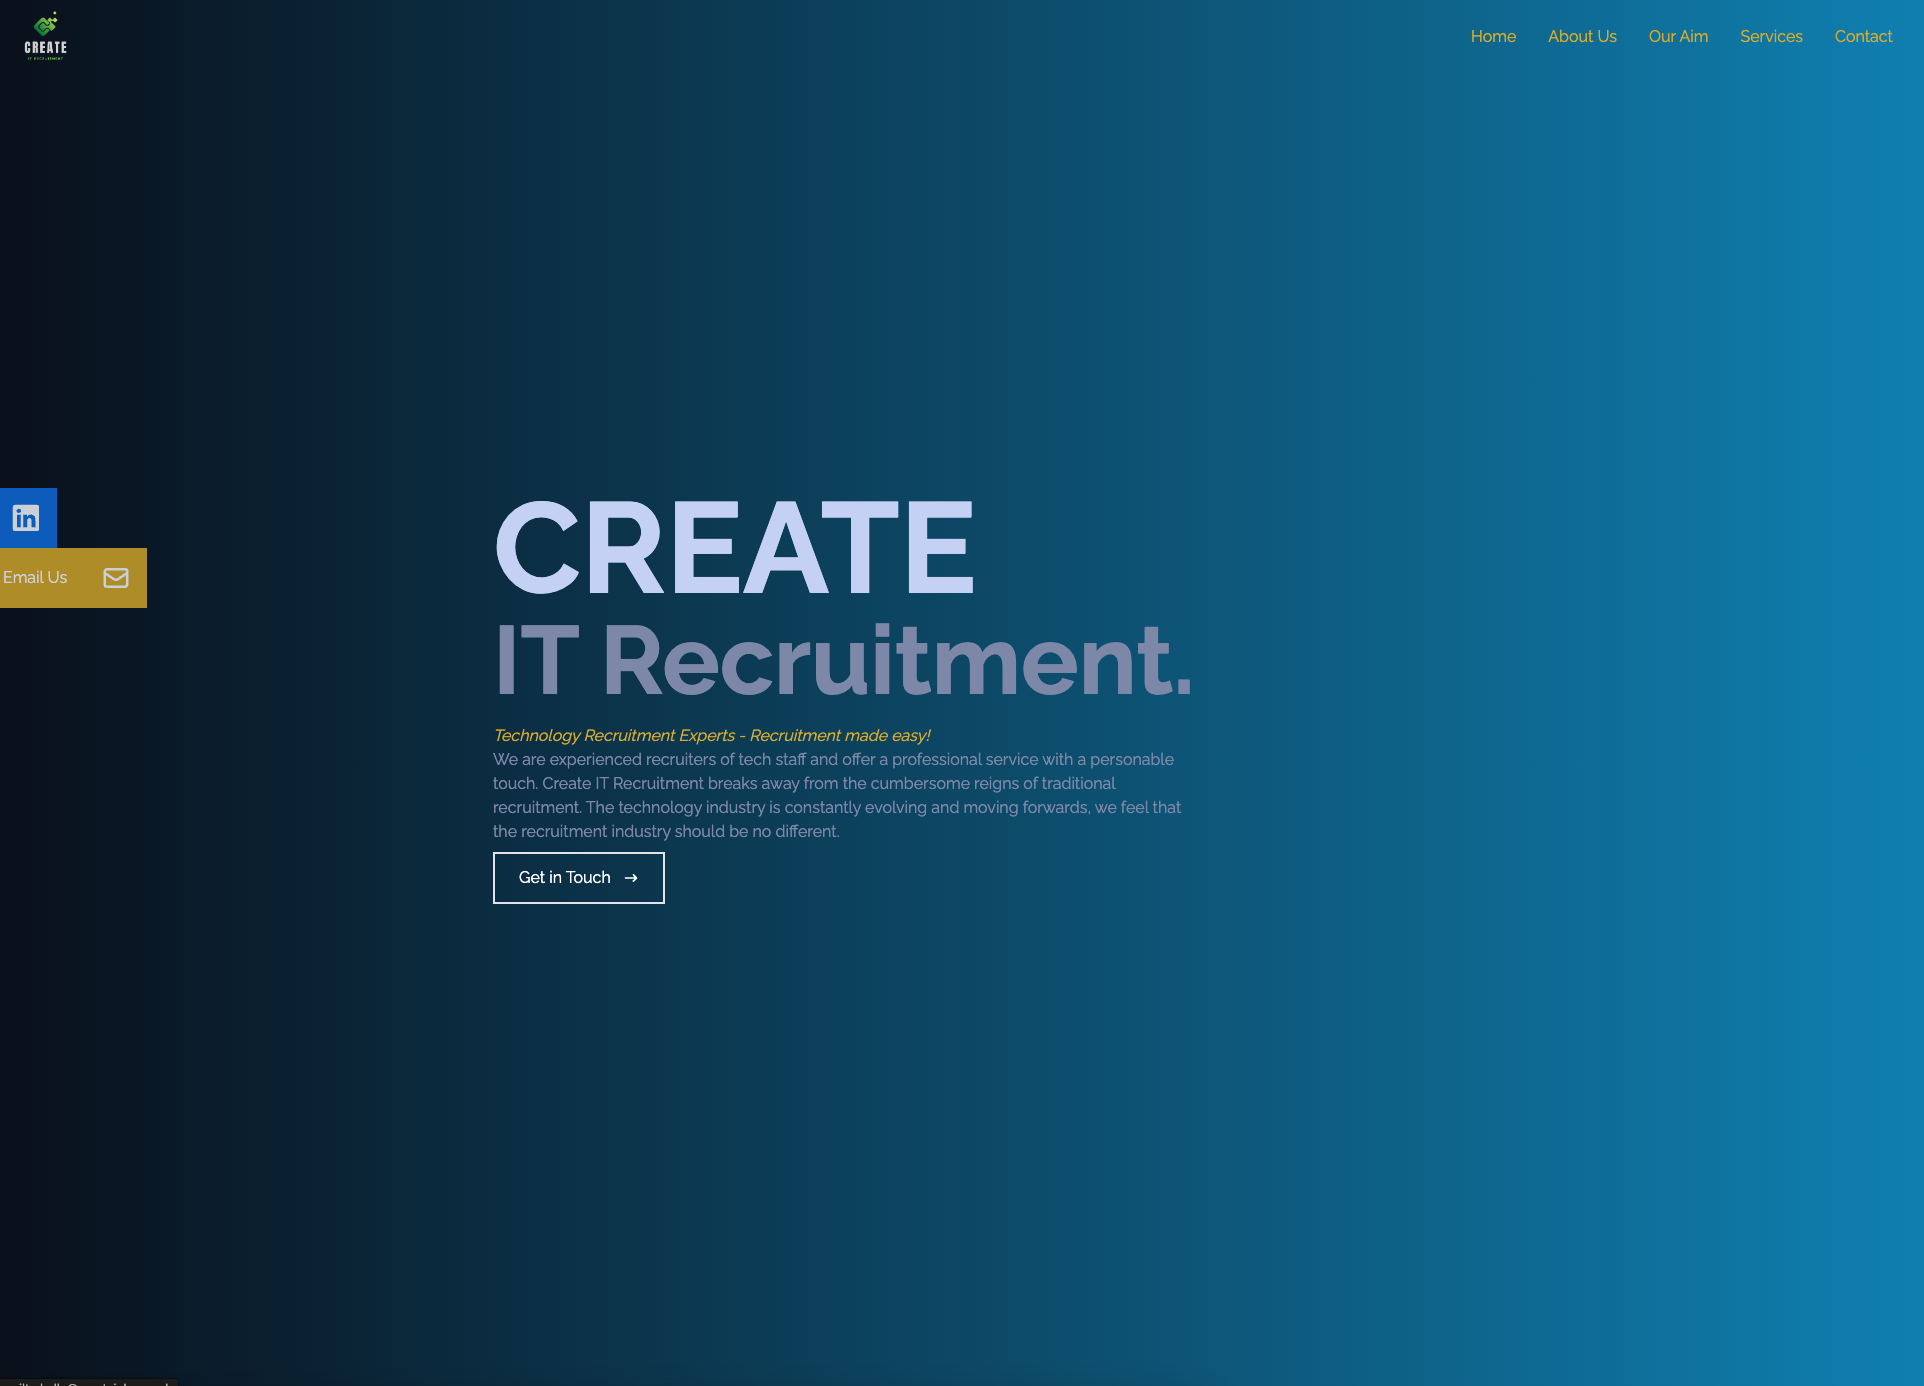 CREATE
IT RECRUITMENT
Home
About Us
Our Aim
Services
Contact
in
Email Us
CREATE
IT Recruitment.
Technology Recruitment Experts - Recruitment made easy!
We are experienced recruiters of tech staff and offer a professional service with a personable
touch. Create IT Recruitment breaks away from the cumbersome reigns of traditional
recruitment. The technology industry is constantly evolving and moving forwards, we feel that
the recruitment industry should be no different.
Get in Touch →